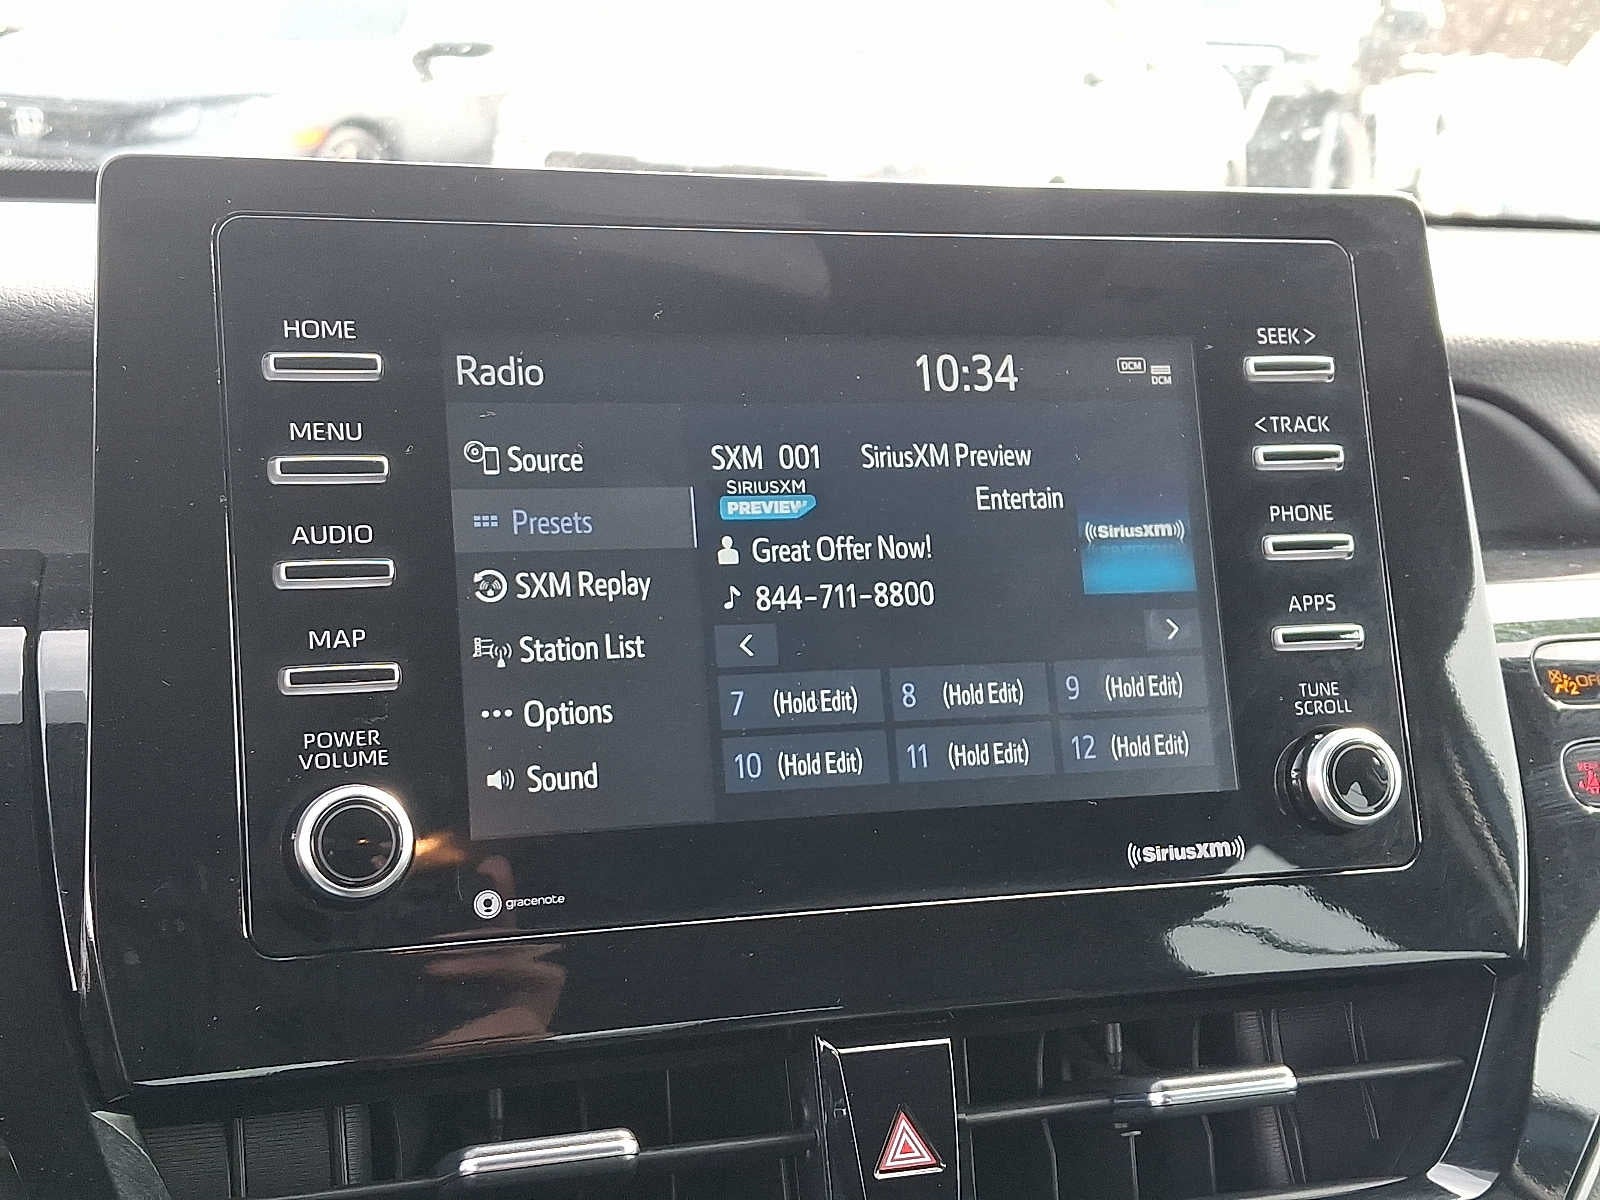 HOME
MENU
AUDIO
MAP
POWER
VOLUME
Radio 10:34 DCM
DCM
Source
Presets
SXM Replay
Station List
Options
Sound
SXM 001 SiriusXM Preview
SIRIUSXM
PREVIEW
Entertain
((SiriusXM))
Great Offer Now!
844-711-8800
< >
7 (Hold Edit) 8 (Hold Edit) 9 (Hold Edit)
10 (Hold Edit) 11 (Hold Edit) 12 (Hold Edit)
SEEK >
< TRACK
PHONE
APPS
TUNE
SCROLL
gracenote
((SiriusXM))
2 OFF